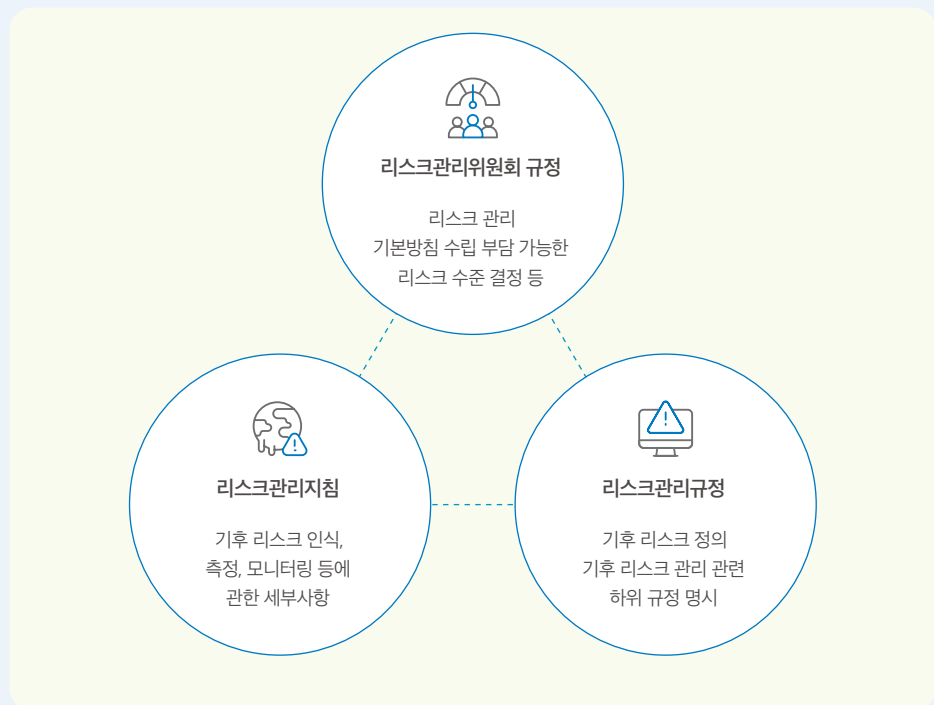 리스크관리위원회 규정
리스크 관리
기본방침 수립 부담 가능한
리스크 수준 결정 등
리스크관리지침
기후 리스크 인식,
측정, 모니터링 등에
관한 세부사항
리스크관리규정
기후 리스크 정의
기후 리스크 관리 관련
하위 규정 명시